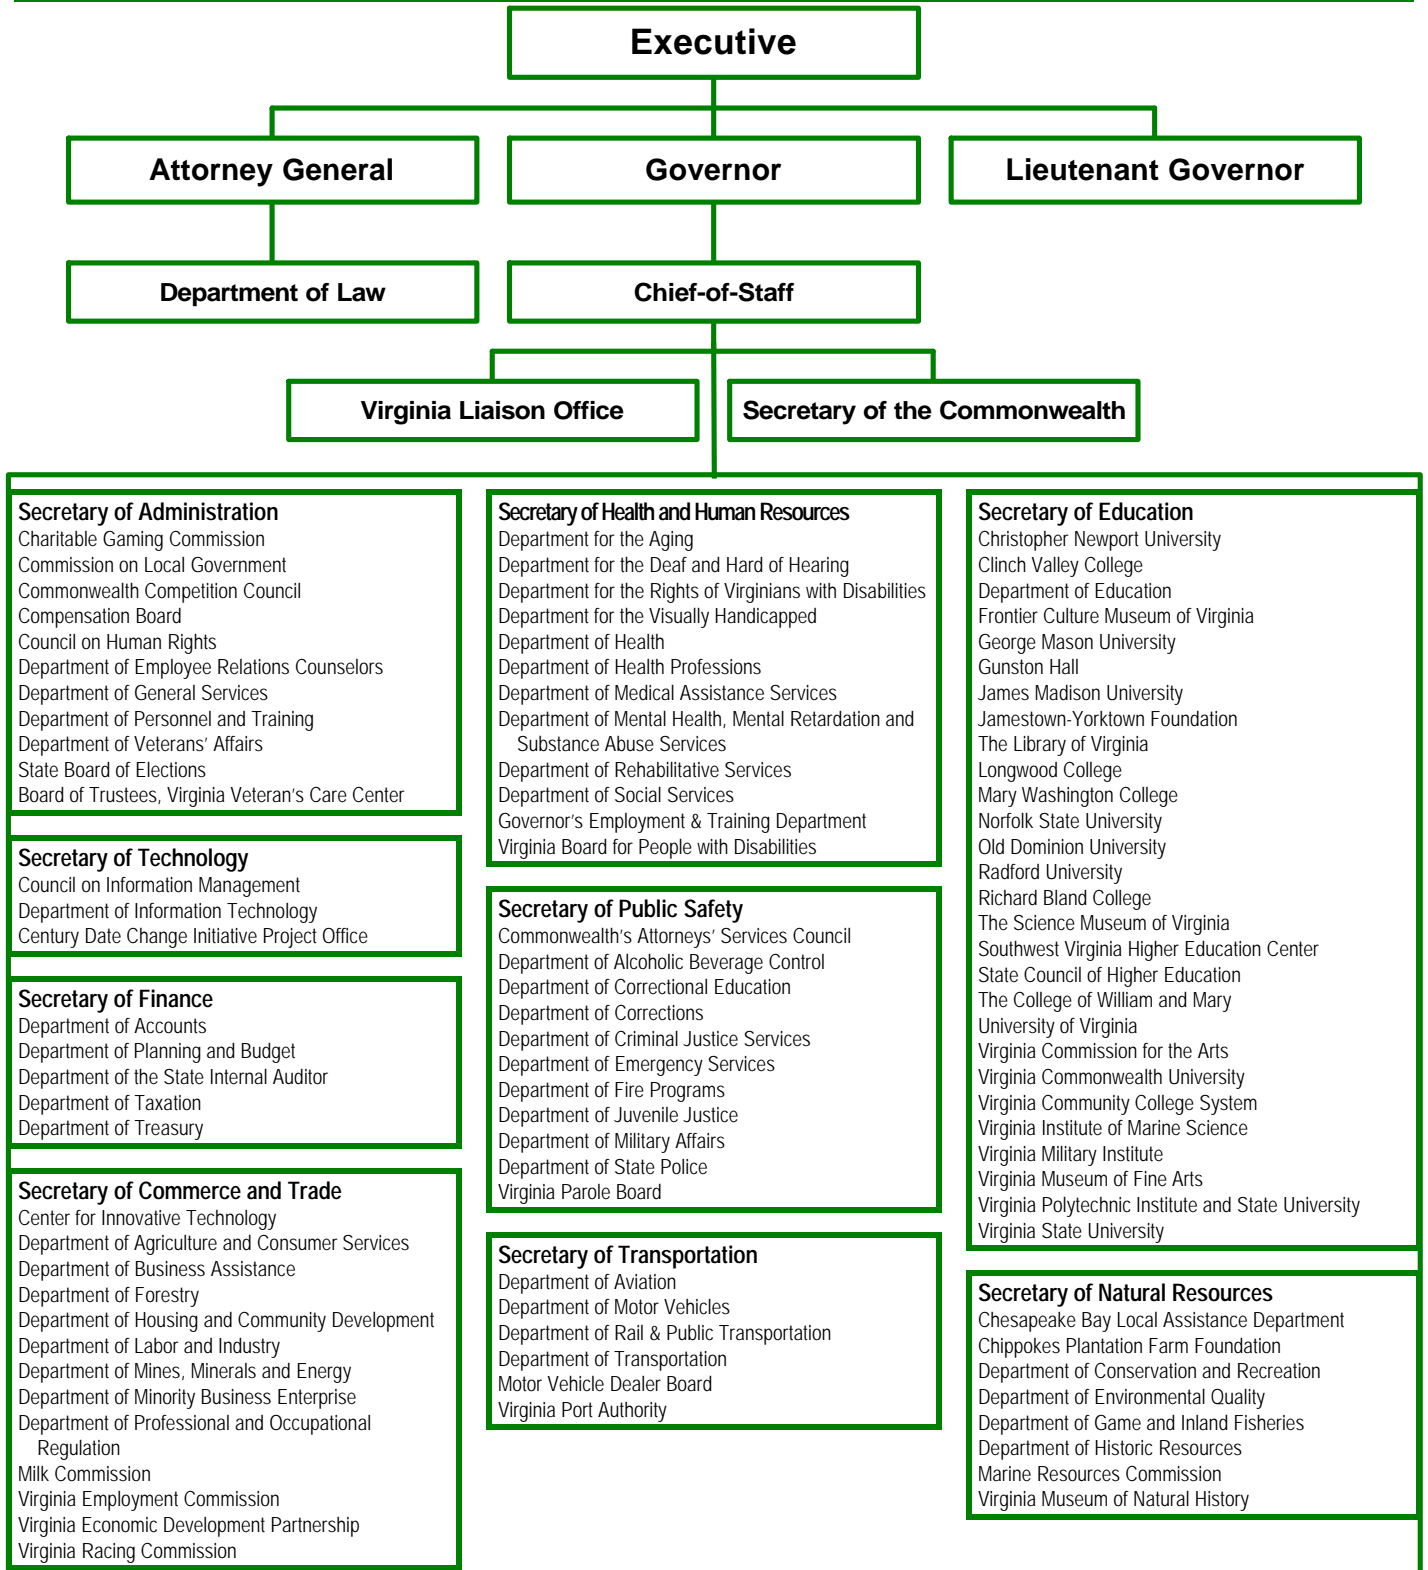 Executive
Attorney General
Governor
Lieutenant Governor
Department of Law
Chief-of-Staff
Virginia Liaison Office
Secretary of the Commonwealth
Secretary of Administration
Charitable Gaming Commission
Commission on Local Government
Commonwealth Competition Council
Compensation Board
Council on Human Rights
Department of Employee Relations Counselors
Department of General Services
Department of Personnel and Training
Department of Veterans' Affairs
State Board of Elections
Board of Trustees, Virginia Veteran's Care Center
Secretary of Technology
Council on Information Management
Department of Information Technology
Century Date Change Initiative Project Office
Secretary of Finance
Department of Accounts
Department of Planning and Budget
Department of the State Internal Auditor
Department of Taxation
Department of Treasury
Secretary of Commerce and Trade
Center for Innovative Technology
Department of Agriculture and Consumer Services
Department of Business Assistance
Department of Forestry
Department of Housing and Community Development
Department of Labor and Industry
Department of Mines, Minerals and Energy
Department of Minority Business Enterprise
Department of Professional and Occupational
Regulation
Milk Commission
Virginia Employment Commission
Virginia Economic Development Partnership
Virginia Racing Commission
Secretary of Health and Human Resources
Department for the Aging
Department for the Deaf and Hard of Hearing
Department for the Rights of Virginians with Disabilities
Department for the Visually Handicapped
Department of Health
Department of Health Professions
Department of Medical Assistance Services
Department of Mental Health, Mental Retardation and
Substance Abuse Services
Department of Rehabilitative Services
Department of Social Services
Governor's Employment & Training Department
Virginia Board for People with Disabilities
Secretary of Public Safety
Commonwealth's Attorneys' Services Council
Department of Alcoholic Beverage Control
Department of Correctional Education
Department of Corrections
Department of Criminal Justice Services
Department of Emergency Services
Department of Fire Programs
Department of Juvenile Justice
Department of Military Affairs
Department of State Police
Virginia Parole Board
Secretary of Transportation
Department of Aviation
Department of Motor Vehicles
Department of Rail & Public Transportation
Department of Transportation
Motor Vehicle Dealer Board
Virginia Port Authority
Secretary of Education
Christopher Newport University
Clinch Valley College
Department of Education
Frontier Culture Museum of Virginia
George Mason University
Gunston Hall
James Madison University
Jamestown-Yorktown Foundation
The Library of Virginia
Longwood College
Mary Washington College
Norfolk State University
Old Dominion University
Radford University
Richard Bland College
The Science Museum of Virginia
Southwest Virginia Higher Education Center
State Council of Higher Education
The College of William and Mary
University of Virginia
Virginia Commission for the Arts
Virginia Commonwealth University
Virginia Community College System
Virginia Institute of Marine Science
Virginia Military Institute
Virginia Museum of Fine Arts
Virginia Polytechnic Institute and State University
Virginia State University
Secretary of Natural Resources
Chesapeake Bay Local Assistance Department
Chippokes Plantation Farm Foundation
Department of Conservation and Recreation
Department of Environmental Quality
Department of Game and Inland Fisheries
Department of Historic Resources
Marine Resources Commission
Virginia Museum of Natural History